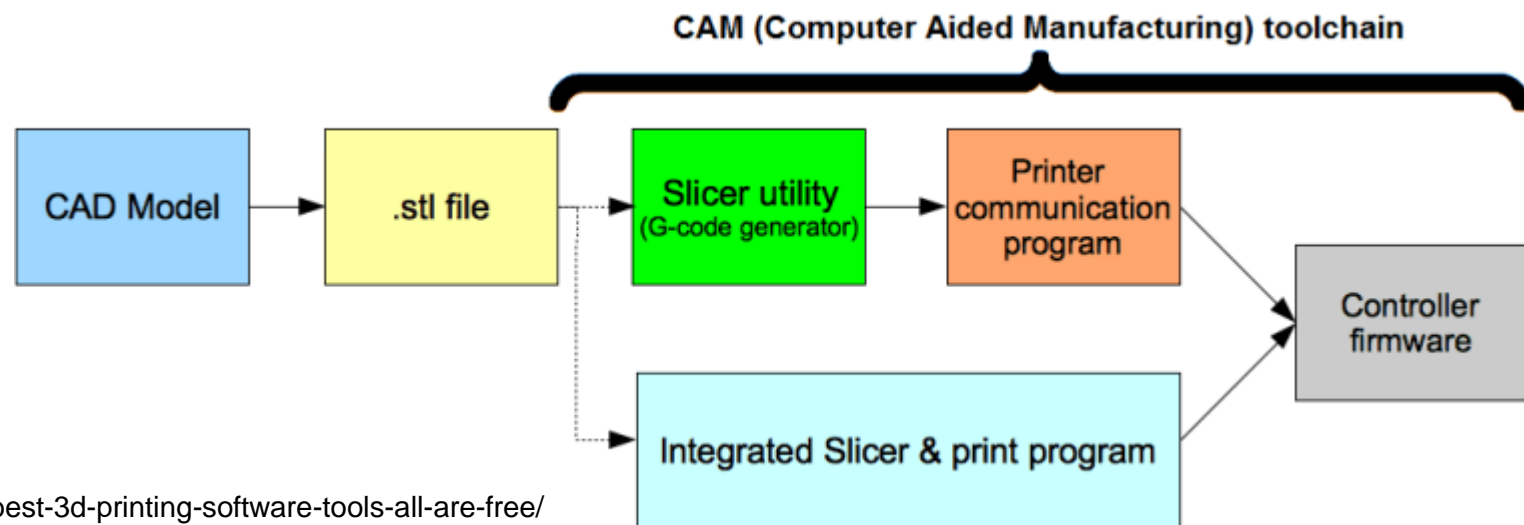 CAM (Computer Aided Manufacturing) toolchain
CAD Model
.stl file
Slicer utility
(G-code generator)
Printer
communication
program
Controller
firmware
Integrated Slicer & print program
best-3d-printing-software-tools-all-are-free/